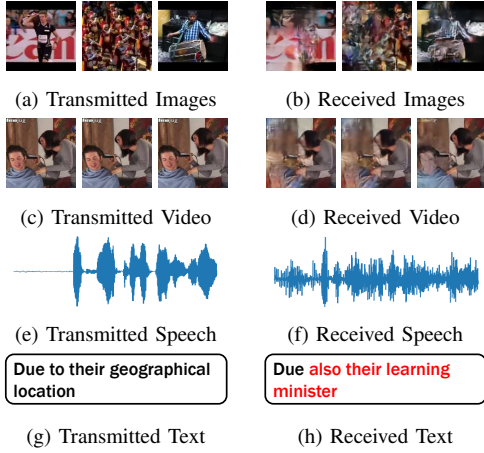 (a) Transmitted Images
(b) Received Images
(c) Transmitted Video
(d) Received Video
(e) Transmitted Speech
(f) Received Speech
Due to their geographical
location
Due also their learning
minister
(g) Transmitted Text
(h) Received Text